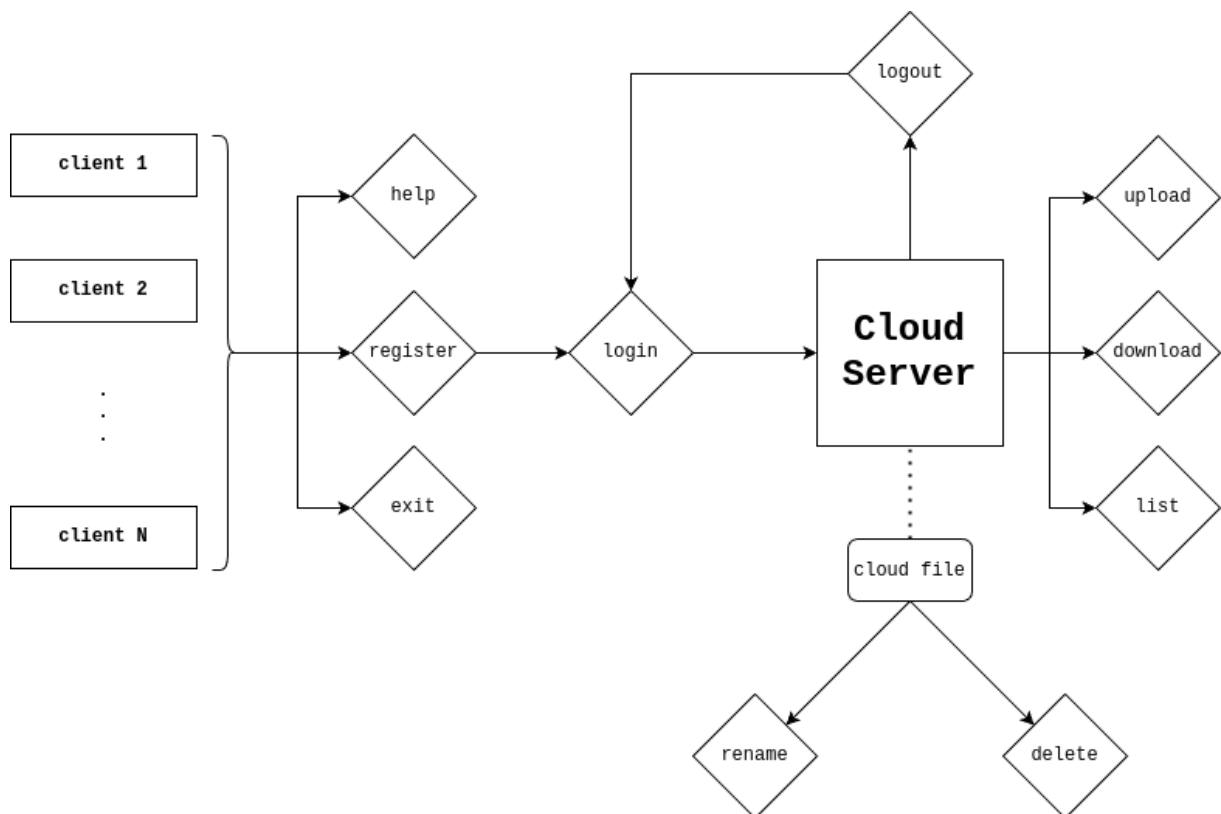 logout
client 1
help
upload
client 2
Cloud
Server
register
login
download
.
.
.
client N
exit
list
cloud file
rename
delete